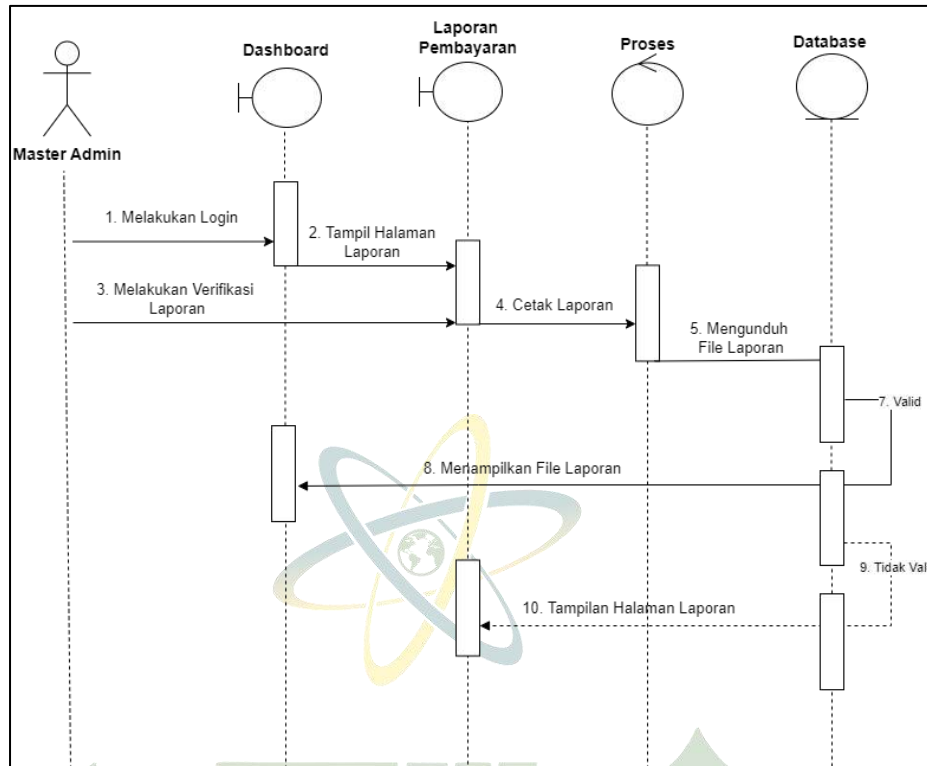 Laporan
Pembayaran
Dashboard
Proses
Database
Master Admin
1. Melakukan Login
2. Tampil Halaman
Laporan
3. Melakukan Verifikasi
Laporan
4. Cetak Laporan
5. Mengunduh
File Laporan
7. Valid
8. Menampilkan File Laporan
9. Tidak Val
10. Tampilan Halaman Laporan